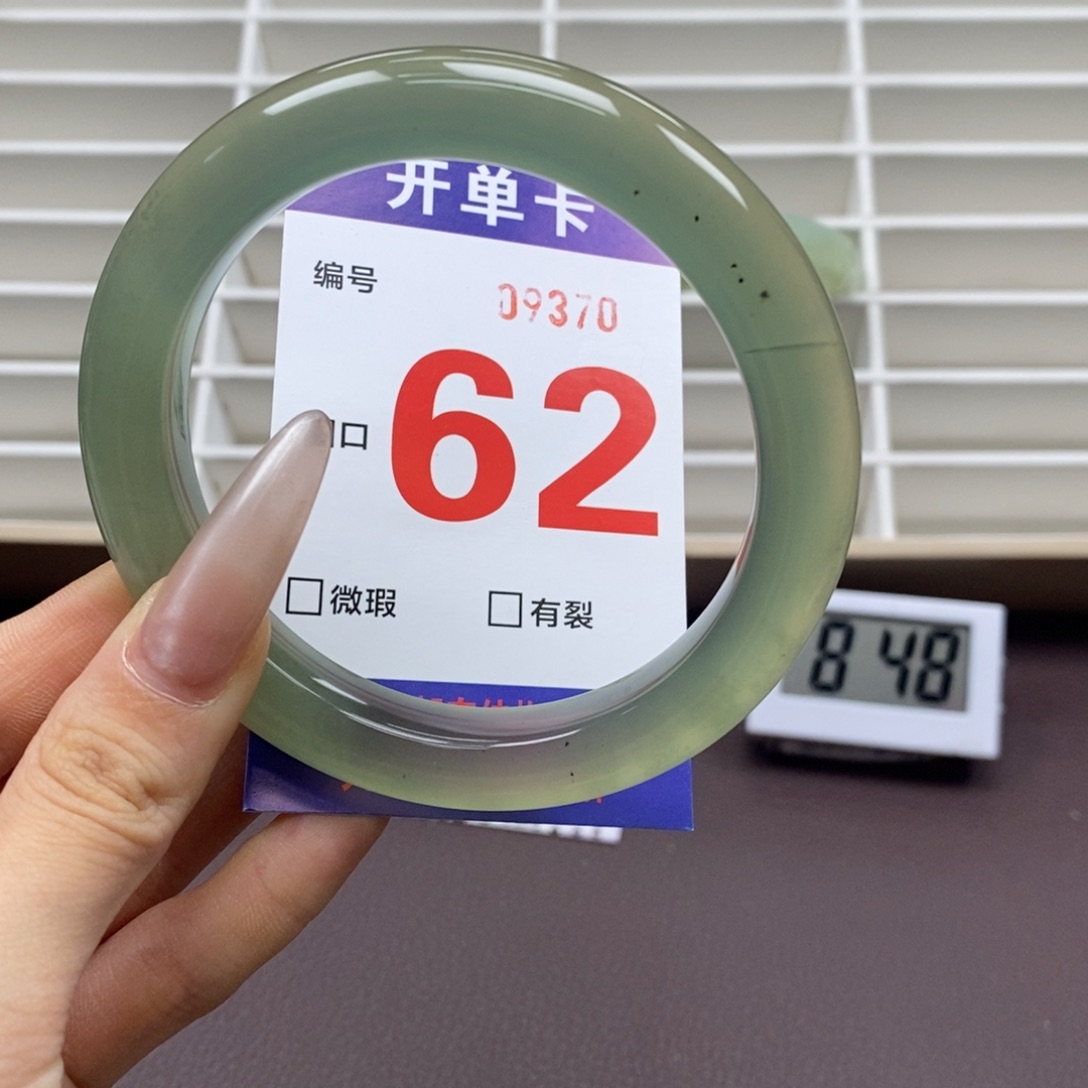 开单卡
编号 09370
口 62
□微瑕 □有裂
8 48